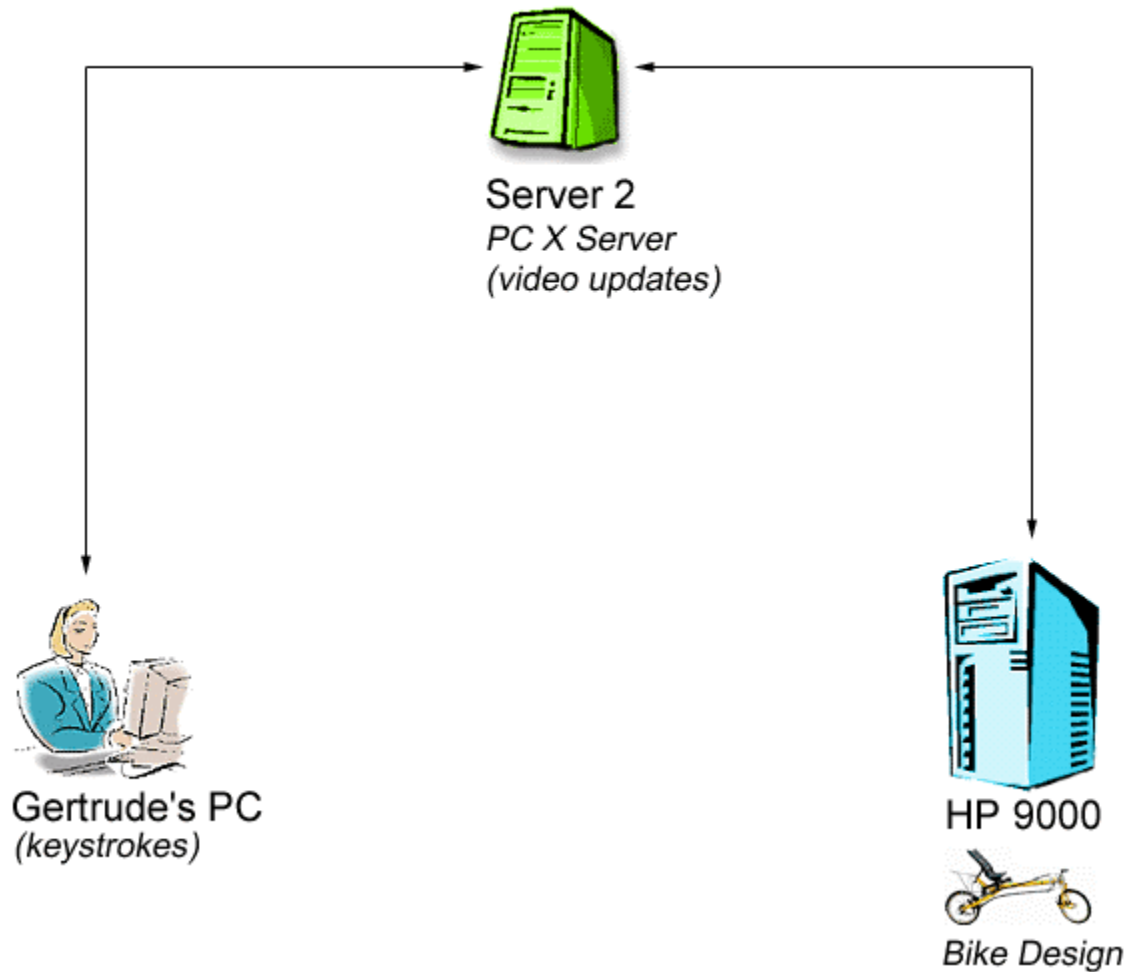 Server 2
PC X Server
(video updates)
Gertrude's PC
(keystrokes)
HP 9000
Bike Design